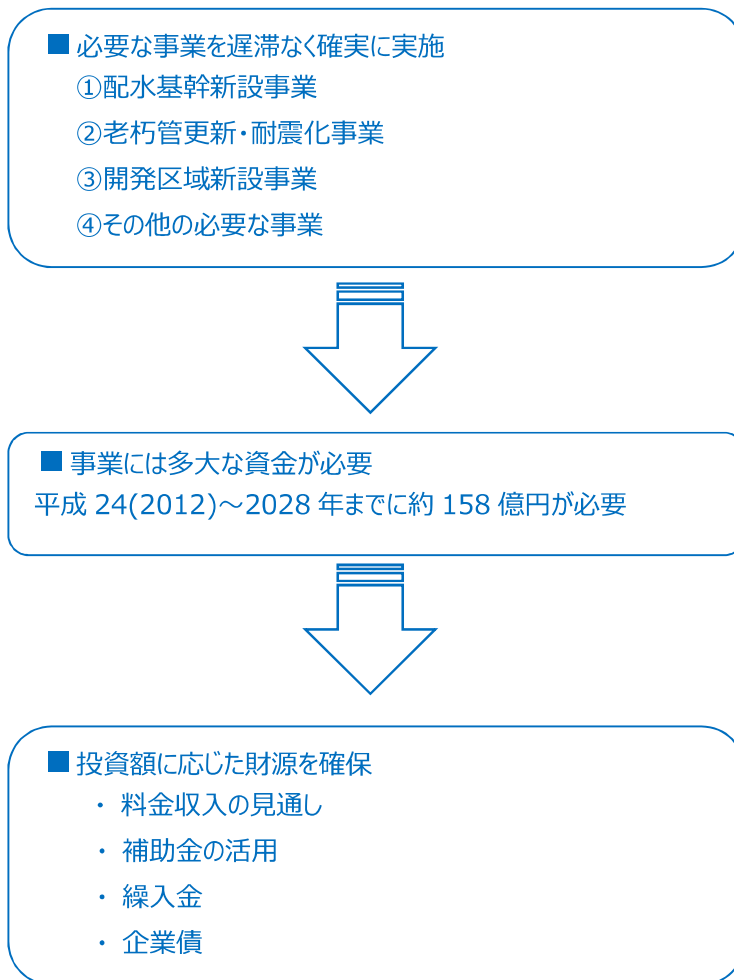 ■ 必要な事業を遅滞なく確実に実施
①配水基幹新設事業
②老朽管更新・耐震化事業
③開発区域新設事業
④その他の必要な事業
■ 事業には多大な資金が必要
平成 24(2012)~2028 年までに約 158 億円が必要
■ 投資額に応じた財源を確保
・ 料金収入の見通し
・ 補助金の活用
・ 繰入金
・ 企業債